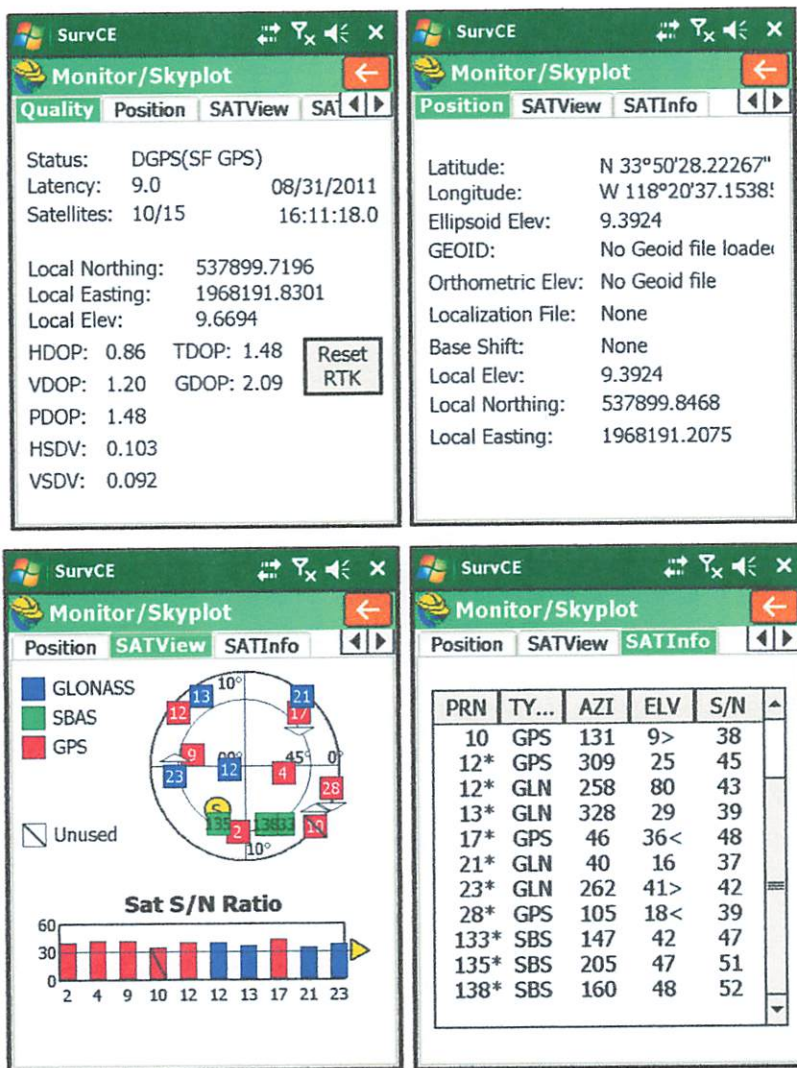 SurvCE
Monitor/Skyplot
Quality Position SATView SA
Status: DGPS(SF GPS)
Latency: 9.0 08/31/2011
Satellites: 10/15 16:11:18.0
Local Northing: 537899.7196
Local Easting: 1968191.8301
Local Elev: 9.6694
HDOP: 0.86 TDOP: 1.48 Reset
VDOP: 1.20 GDOP: 2.09 RTK
PDOP: 1.48
HSDV: 0.103
VSDV: 0.092
SurvCE
Monitor/Skyplot
Position SATView SATInfo
Latitude: N 33°50'28.22267"
Longitude: W 118°20'37.1538
Ellipsoid Elev: 9.3924
GEOID: No Geoid file loade
Orthometric Elev: No Geoid file
Localization File: None
Base Shift: None
Local Elev: 9.3924
Local Northing: 537899.8468
Local Easting: 1968191.2075
SurvCE
Monitor/Skyplot
Position SATView SATInfo
GLONASS
SBAS
GPS
Unused
10°
13 21
12 17
9 45° 0°
23 12 4
28
S
135 138 33 10
2
10°
Sat S/N Ratio
60
30
0
2 4 9 10 12 12 13 17 21 23
SurvCE
Monitor/Skyplot
Position SATView SATInfo
PRN TY... AZI ELV S/N
10 GPS 131 9> 38
12* GPS 309 25 45
12* GLN 258 80 43
13* GLN 328 29 39
17* GPS 46 36< 48
21* GLN 40 16 37
23* GLN 262 41> 42
28* GPS 105 18< 39
133* SBS 147 42 47
135* SBS 205 47 51
138* SBS 160 48 52